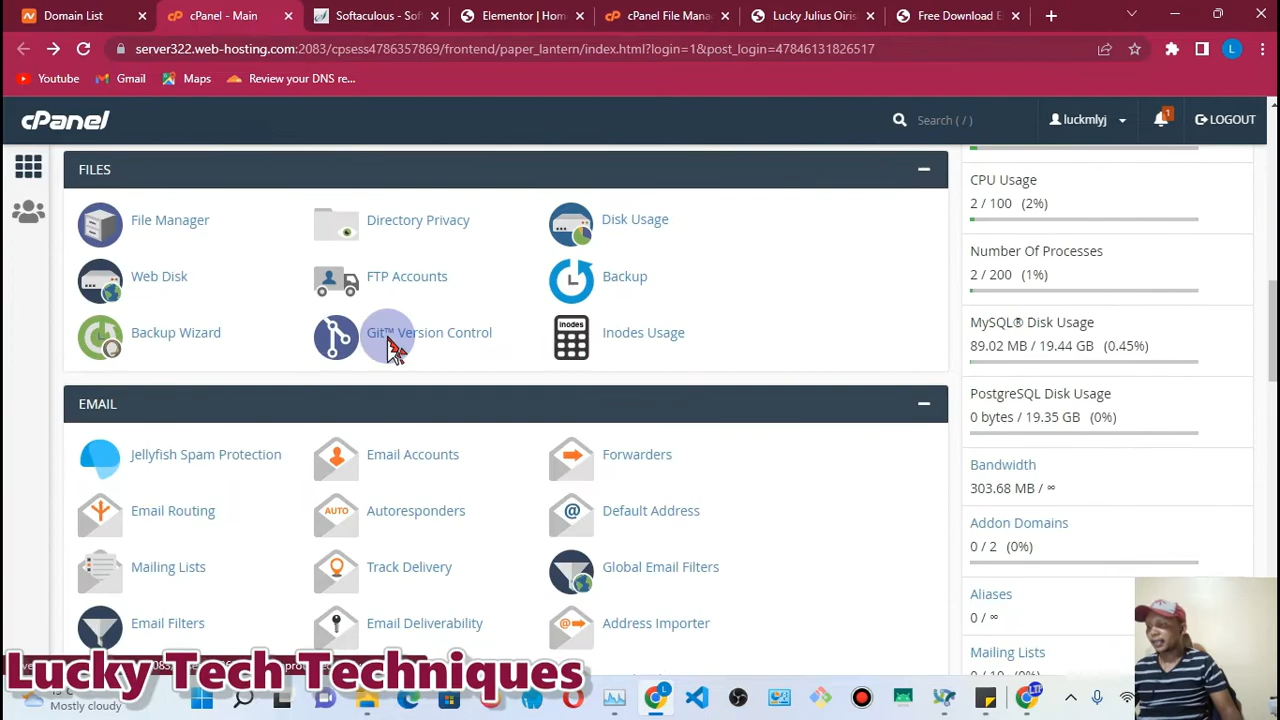 Domain List
cPanel - Main
Softaculous - Sof
Elementor | Hom
cPanel File Mana
Lucky Julius Oiris
Free Download E
server322.web-hosting.com:2083/cpsess4786357869/frontend/paper_lantern/index.html?login=1&post_login=47846131826517
L
Youtube
Gmail
Maps
Review your DNS re...
cPanel
Search ( / )
luckmlyj
1
LOGOUT
FILES
File Manager
Directory Privacy
Disk Usage
Web Disk
FTP Accounts
Backup
Backup Wizard
Git™ Version Control
Inodes
Inodes Usage
EMAIL
Jellyfish Spam Protection
Email Accounts
Forwarders
Email Routing
AUTO
Autoresponders
Default Address
Mailing Lists
Track Delivery
Global Email Filters
Email Filters
Email Deliverability
Address Importer
CPU Usage
2 / 100 (2%)
Number Of Processes
2 / 200 (1%)
MySQL® Disk Usage
89.02 MB / 19.44 GB (0.45%)
PostgreSQL Disk Usage
0 bytes / 19.35 GB (0%)
Bandwidth
303.68 MB / ∞
Addon Domains
0 / 2 (0%)
Aliases
0 / ∞
Mailing Lists
Lucky Tech Techniques
Mostly cloudy